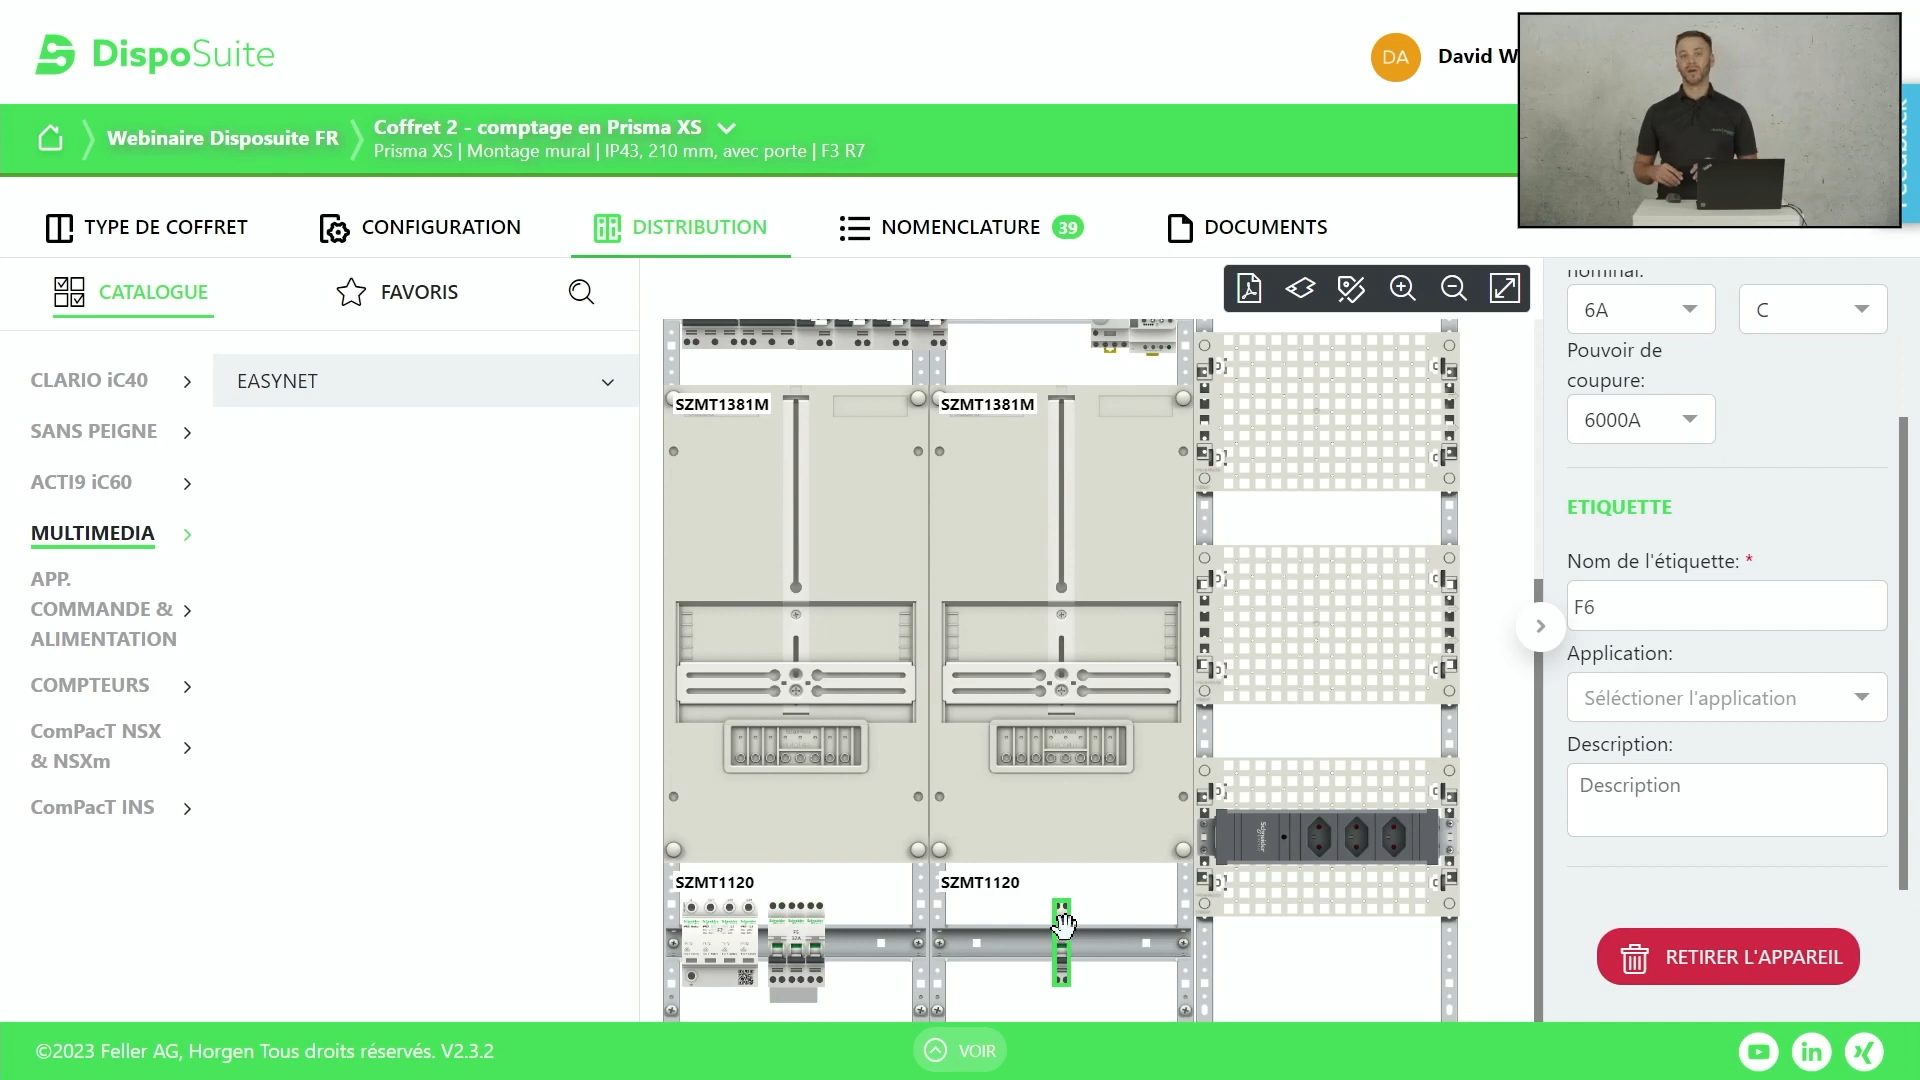 DispoSuite
DA
David W
Webinaire Disposuite FR
Coffret 2 - comptage en Prisma XS
Prisma XS | Montage mural | IP43, 210 mm, avec porte | F3 R7
TYPE DE COFFRET
CONFIGURATION
DISTRIBUTION
NOMENCLATURE 39
DOCUMENTS
CATALOGUE
FAVORIS
CLARIO iC40
SANS PEIGNE
ACTI9 iC60
MULTIMEDIA
APP.
COMMANDE &
ALIMENTATION
COMPTEURS
ComPacT NSX
& NSXm
ComPacT INS
EASYNET
SZMT1381M
SZMT1381M
SZMT1120
SZMT1120
Schneider
nominal:
6A
C
Pouvoir de
coupure:
6000A
ETIQUETTE
Nom de l'étiquette: *
F6
Application:
Séléctioner l'application
Description:
Description
RETIRER L'APPAREIL
©2023 Feller AG, Horgen Tous droits réservés. V2.3.2
VOIR
in